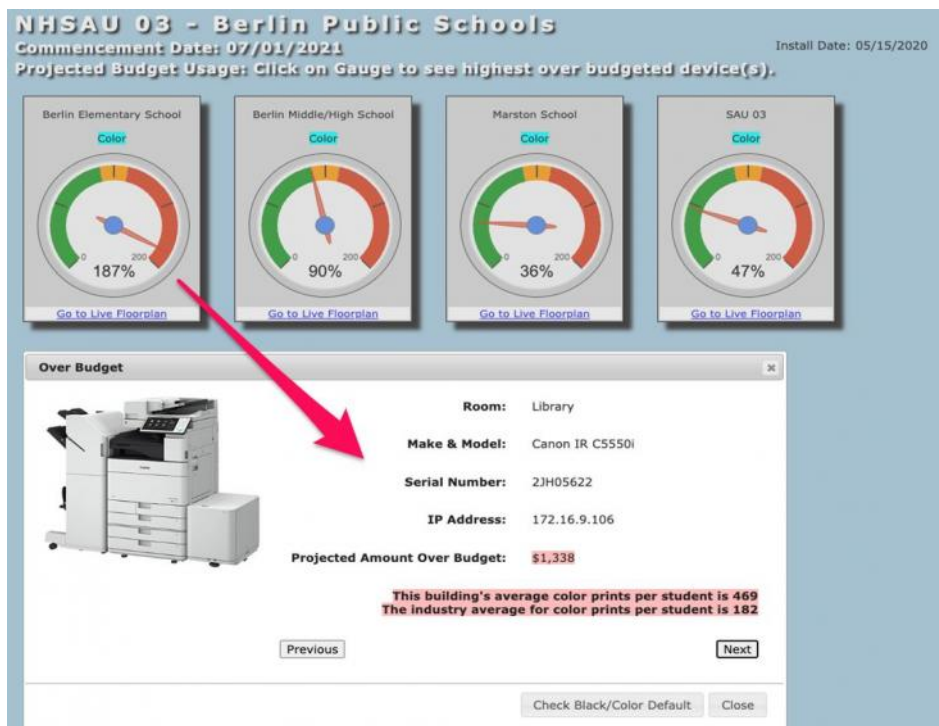 NHSAU 03 - Berlin Public Schools
Commencement Date: 07/01/2021
Install Date: 05/15/2020
Projected Budget Usage: Click on Gauge to see highest over budgeted device(s).
Berlin Elementary School
Color
0 200
187%
Go to Live Floorplan
Berlin Middle/High School
Color
0 200
90%
Go to Live Floorplan
Marston School
Color
0 200
36%
Go to Live Floorplan
SAU 03
Color
0 200
47%
Go to Live Floorplan
Over Budget
Room: Library
Make & Model: Canon IR C5550i
Serial Number: 2JH05622
IP Address: 172.16.9.106
Projected Amount Over Budget: $1,338
This building's average color prints per student is 469
The industry average for color prints per student is 182
Previous Next
Check Black/Color Default Close